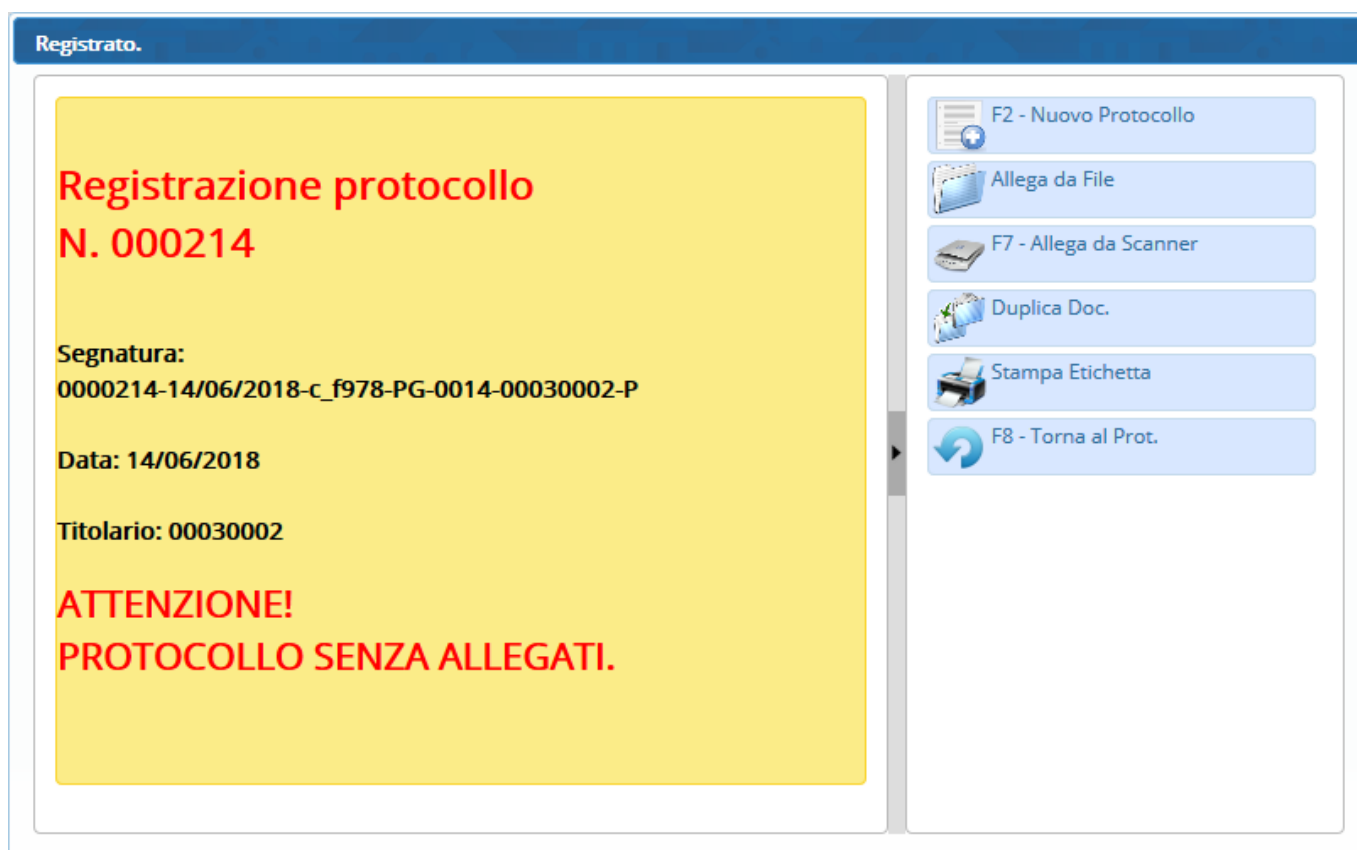 Registrato.
Registrazione protocollo
N. 000214
Segnatura:
0000214-14/06/2018-c_f978-PG-0014-00030002-P
Data: 14/06/2018
Titolario: 00030002
ATTENZIONE!
PROTOCOLLO SENZA ALLEGATI.
F2 - Nuovo Protocollo
Allega da File
F7 - Allega da Scanner
Duplica Doc.
Stampa Etichetta
F8 - Torna al Prot.